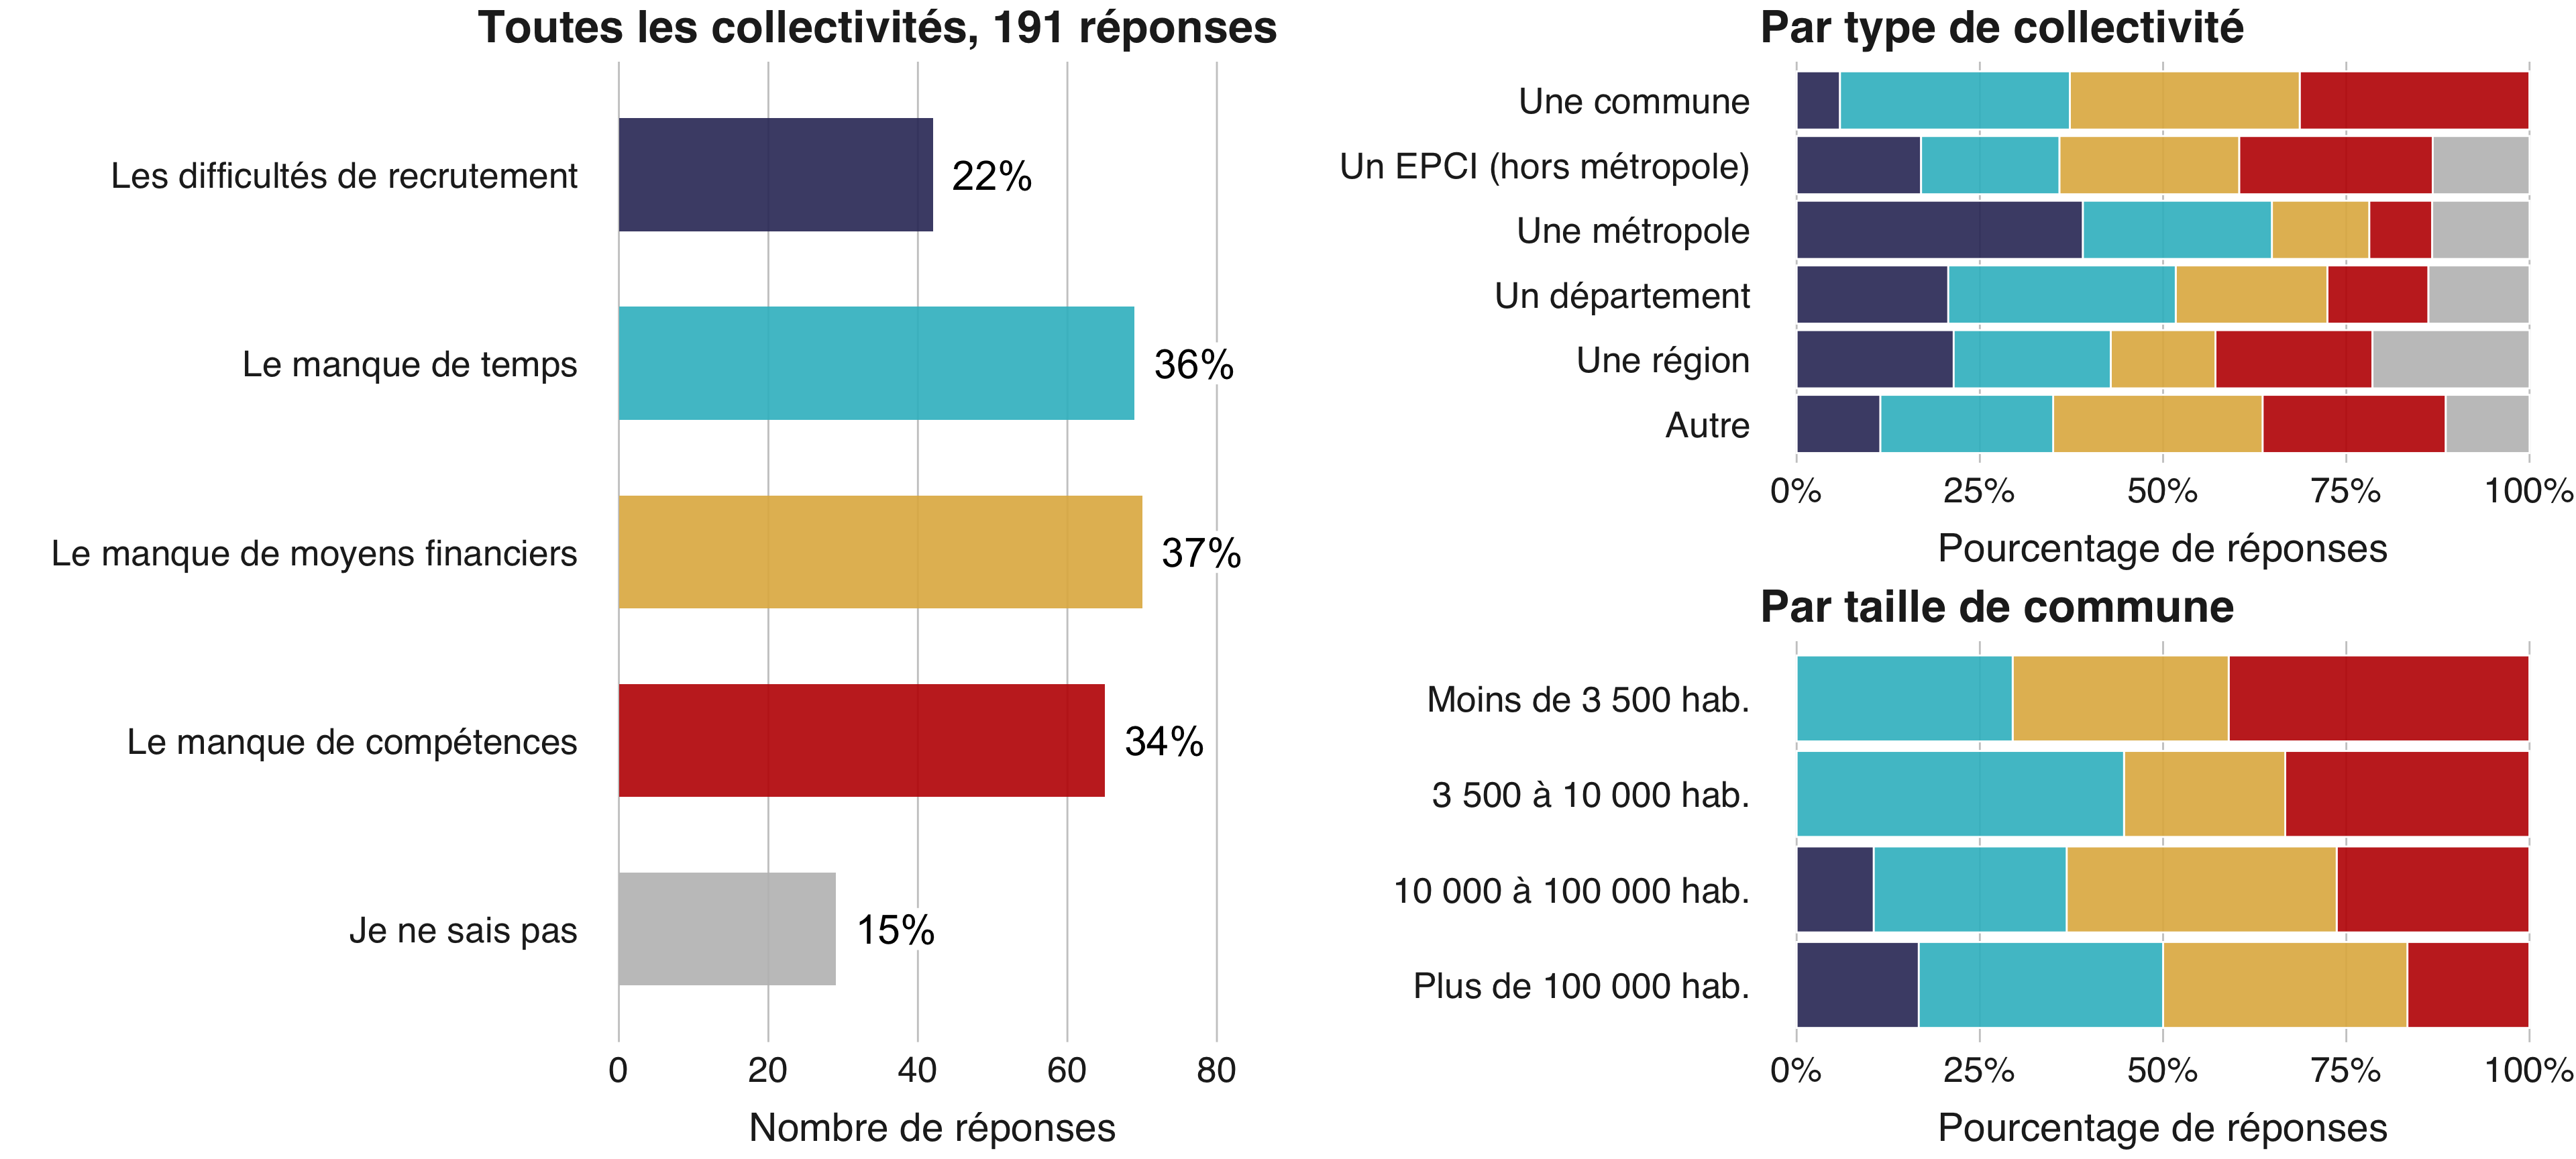 Toutes les collectivités, 191 réponses
Les difficultés de recrutement
22%
Le manque de temps
36%
Le manque de moyens financiers
37%
Le manque de compétences
34%
Je ne sais pas
15%
0 20 40 60 80
Nombre de réponses
Par type de collectivité
Une commune
Un EPCI (hors métropole)
Une métropole
Un département
Une région
Autre
0% 25% 50% 75% 100%
Pourcentage de réponses
Par taille de commune
Moins de 3 500 hab.
3 500 à 10 000 hab.
10 000 à 100 000 hab.
Plus de 100 000 hab.
0% 25% 50% 75% 100%
Pourcentage de réponses